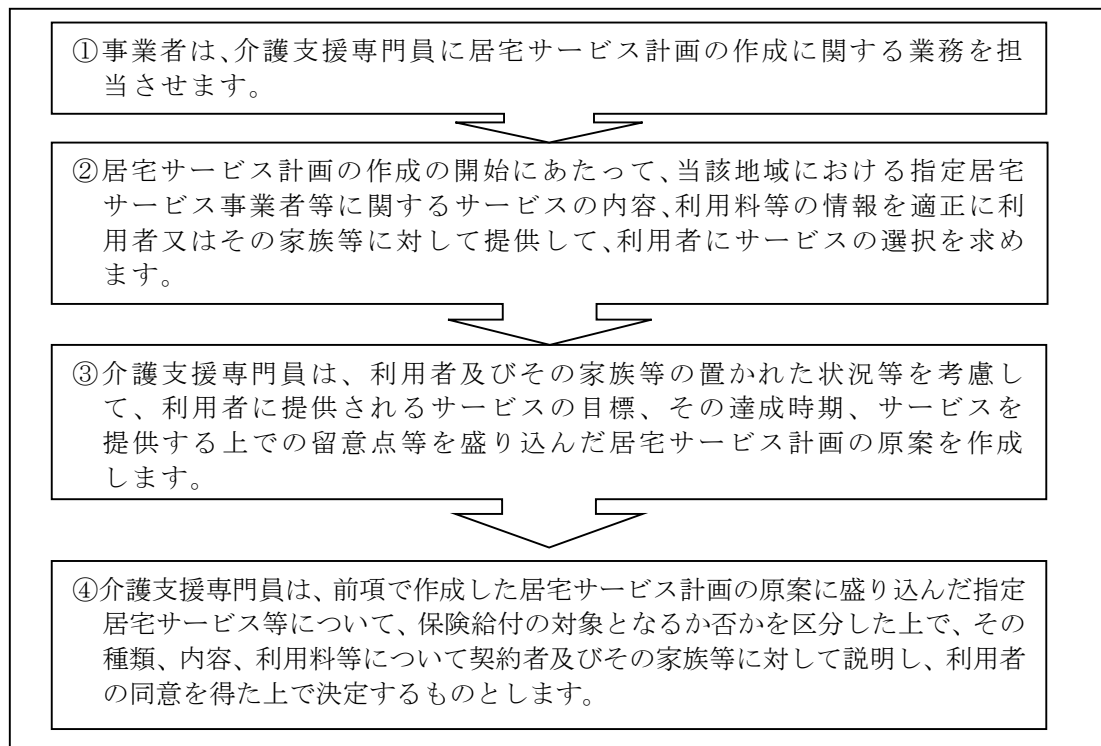 ①事業者は、介護支援専門員に居宅サービス計画の作成に関する業務を担
当させます。
②居宅サービス計画の作成の開始にあたって、当該地域における指定居宅
サービス事業者等に関するサービスの内容、利用料等の情報を適正に利
用者又はその家族等に対して提供して、利用者にサービスの選択を求め
ます。
③介護支援専門員は、利用者及びその家族等の置かれた状況等を考慮し
て、利用者に提供されるサービスの目標、その達成時期、サービスを
提供する上での留意点等を盛り込んだ居宅サービス計画の原案を作成
します。
④介護支援専門員は、前項で作成した居宅サービス計画の原案に盛り込んだ指定
居宅サービス等について、保険給付の対象となるか否かを区分した上で、その
種類、内容、利用料等について契約者及びその家族等に対して説明し、利用者
の同意を得た上で決定するものとします。